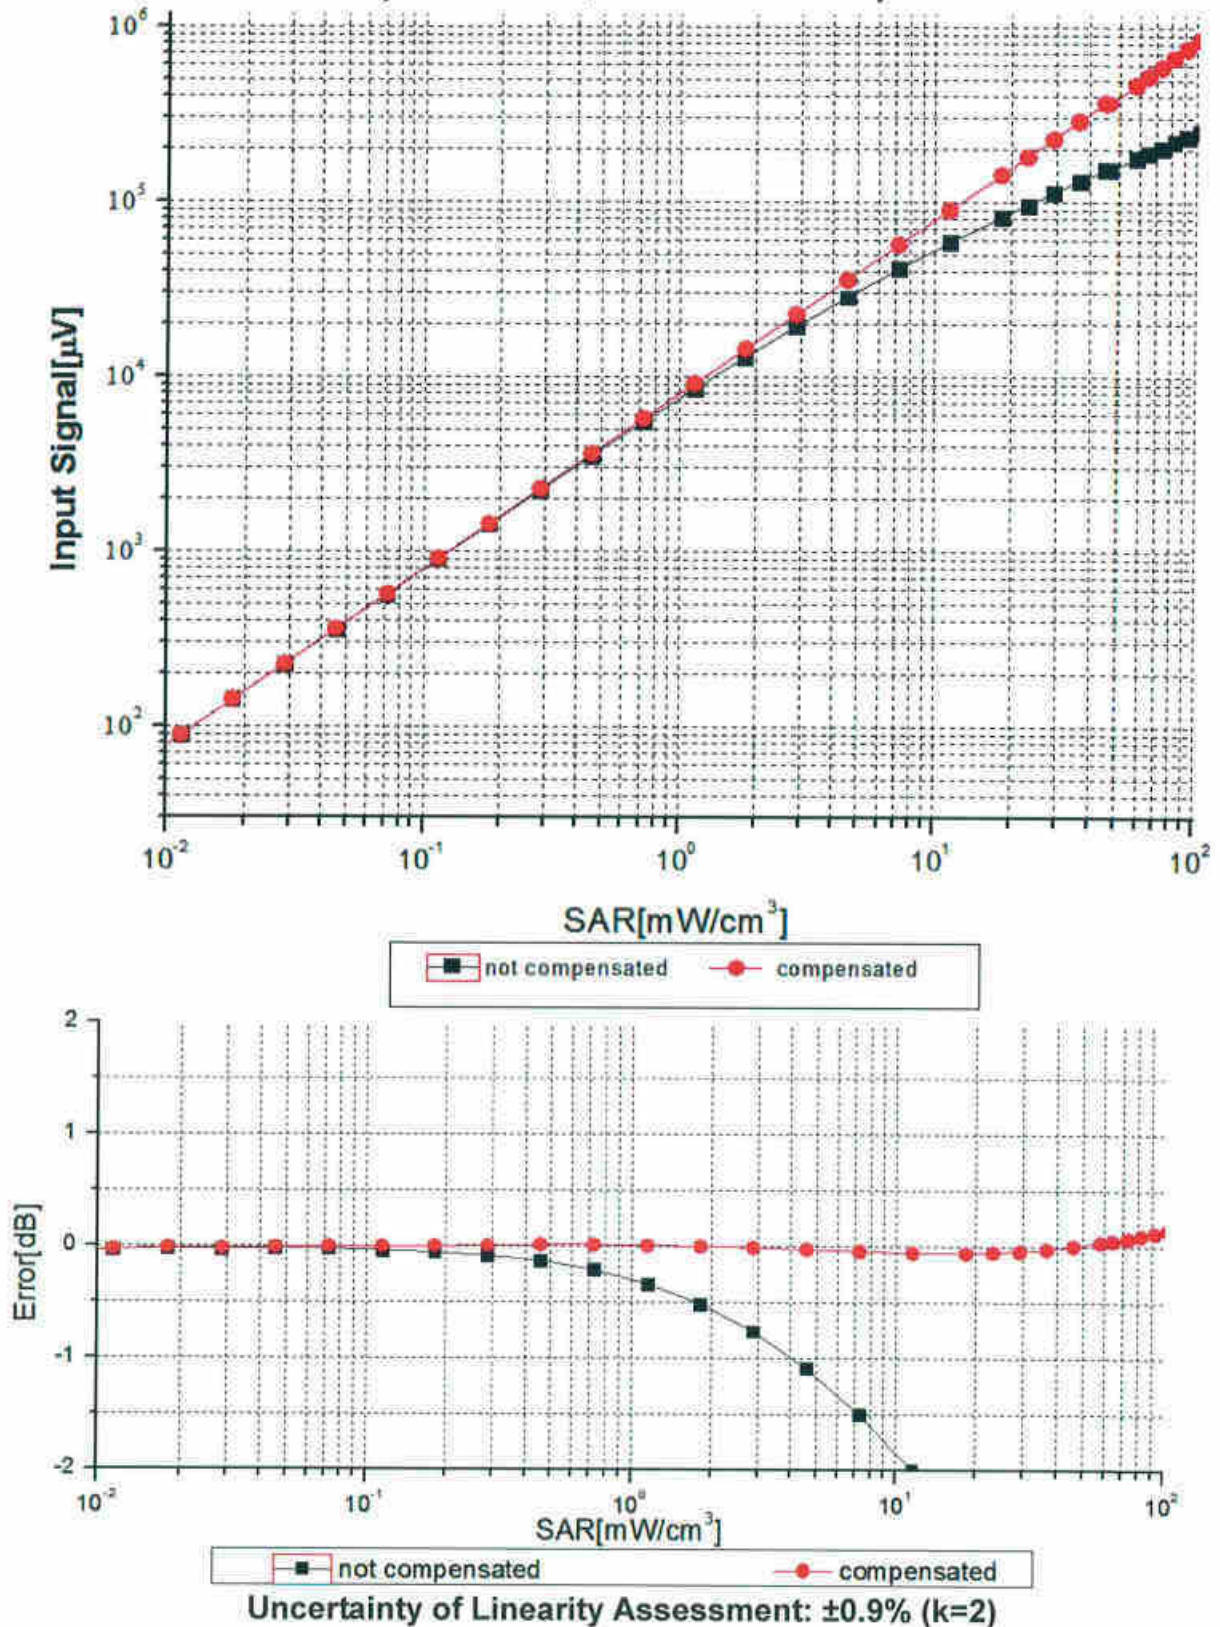 10⁶
10⁵
10⁴
10³
10²
Input Signal[µV]
10⁻² 10⁻¹ 10⁰ 10¹ 10²
SAR[mW/cm³]
not compensated compensated
2
1
0
-1
-2
Error[dB]
10⁻² 10⁻¹ 10⁰ 10¹ 10²
SAR[mW/cm³]
not compensated compensated
Uncertainty of Linearity Assessment: ±0.9% (k=2)